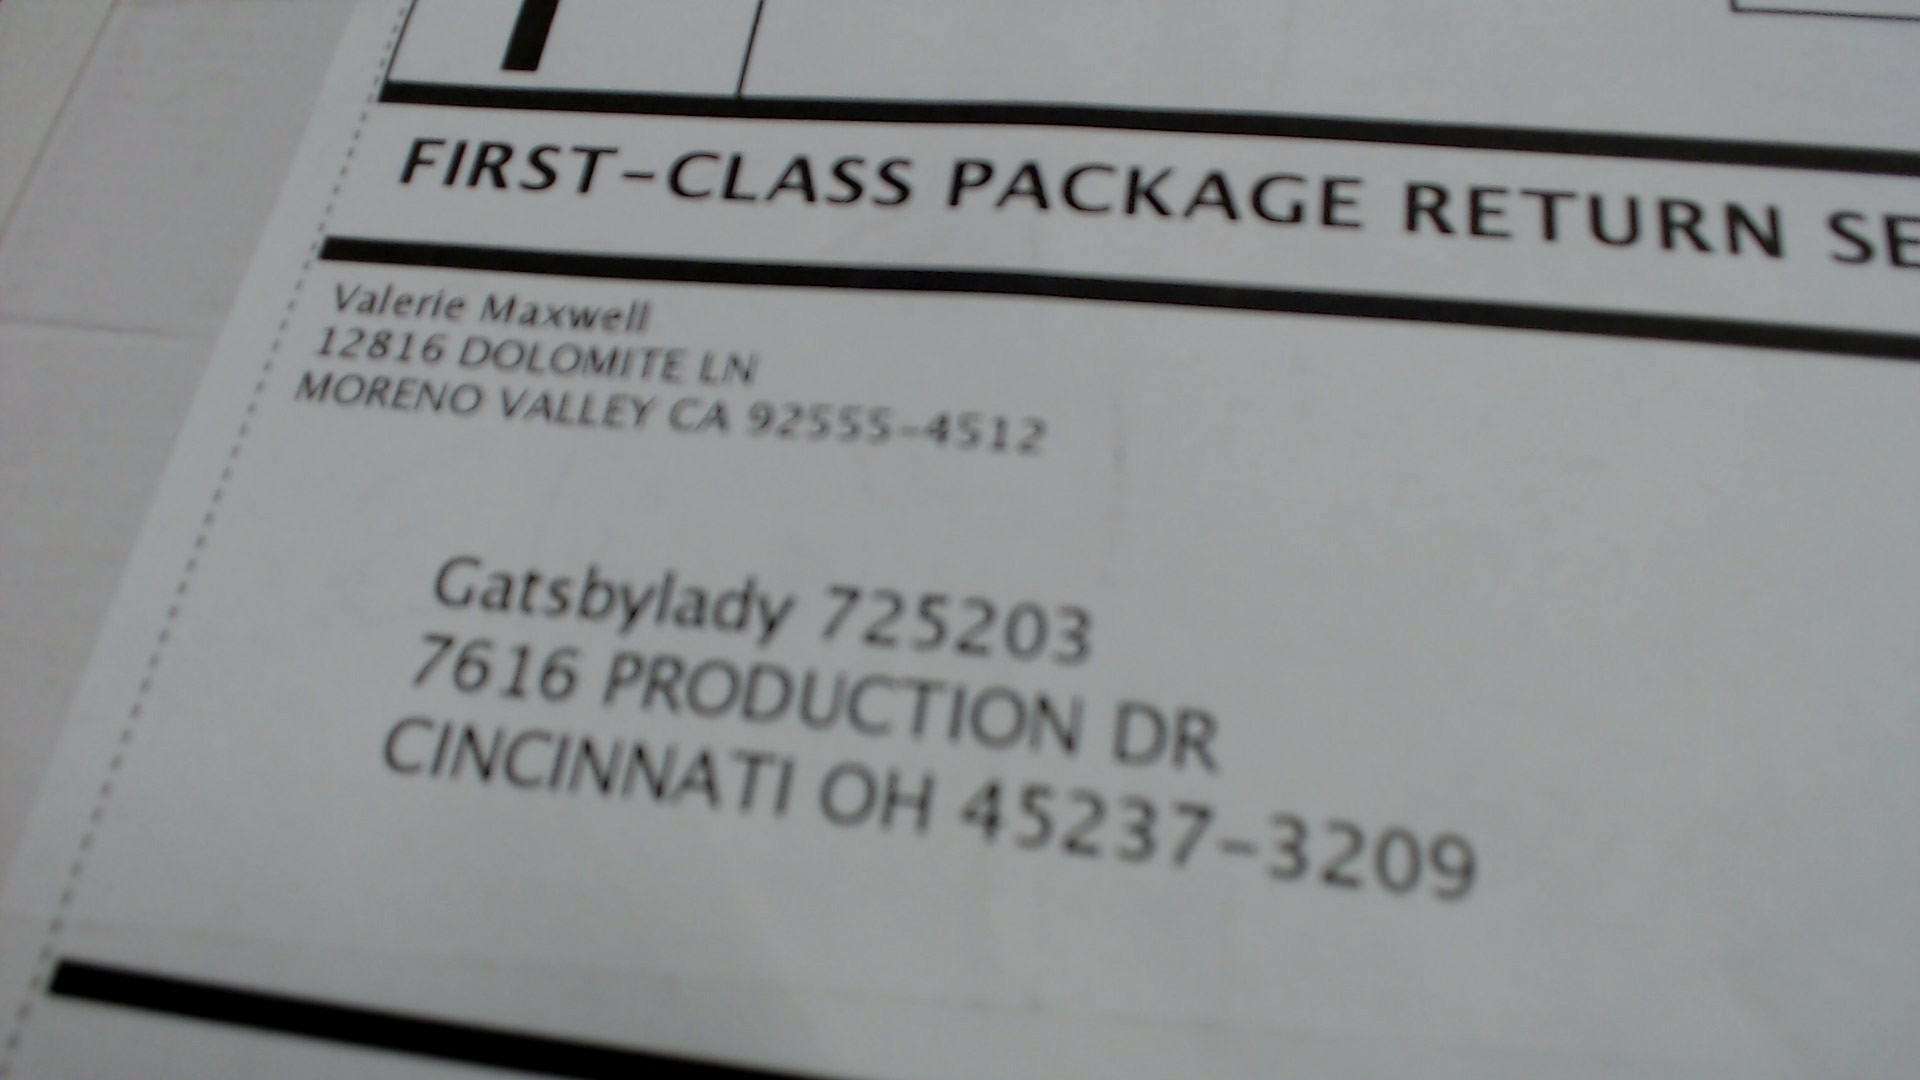 FIRST-CLASS PACKAGE RETURN SE
Valerie Maxwell
12816 DOLOMITE LN
MORENO VALLEY CA 92555-4512
Gatsbylady 725203
7616 PRODUCTION DR
CINCINNATI OH 45237-3209